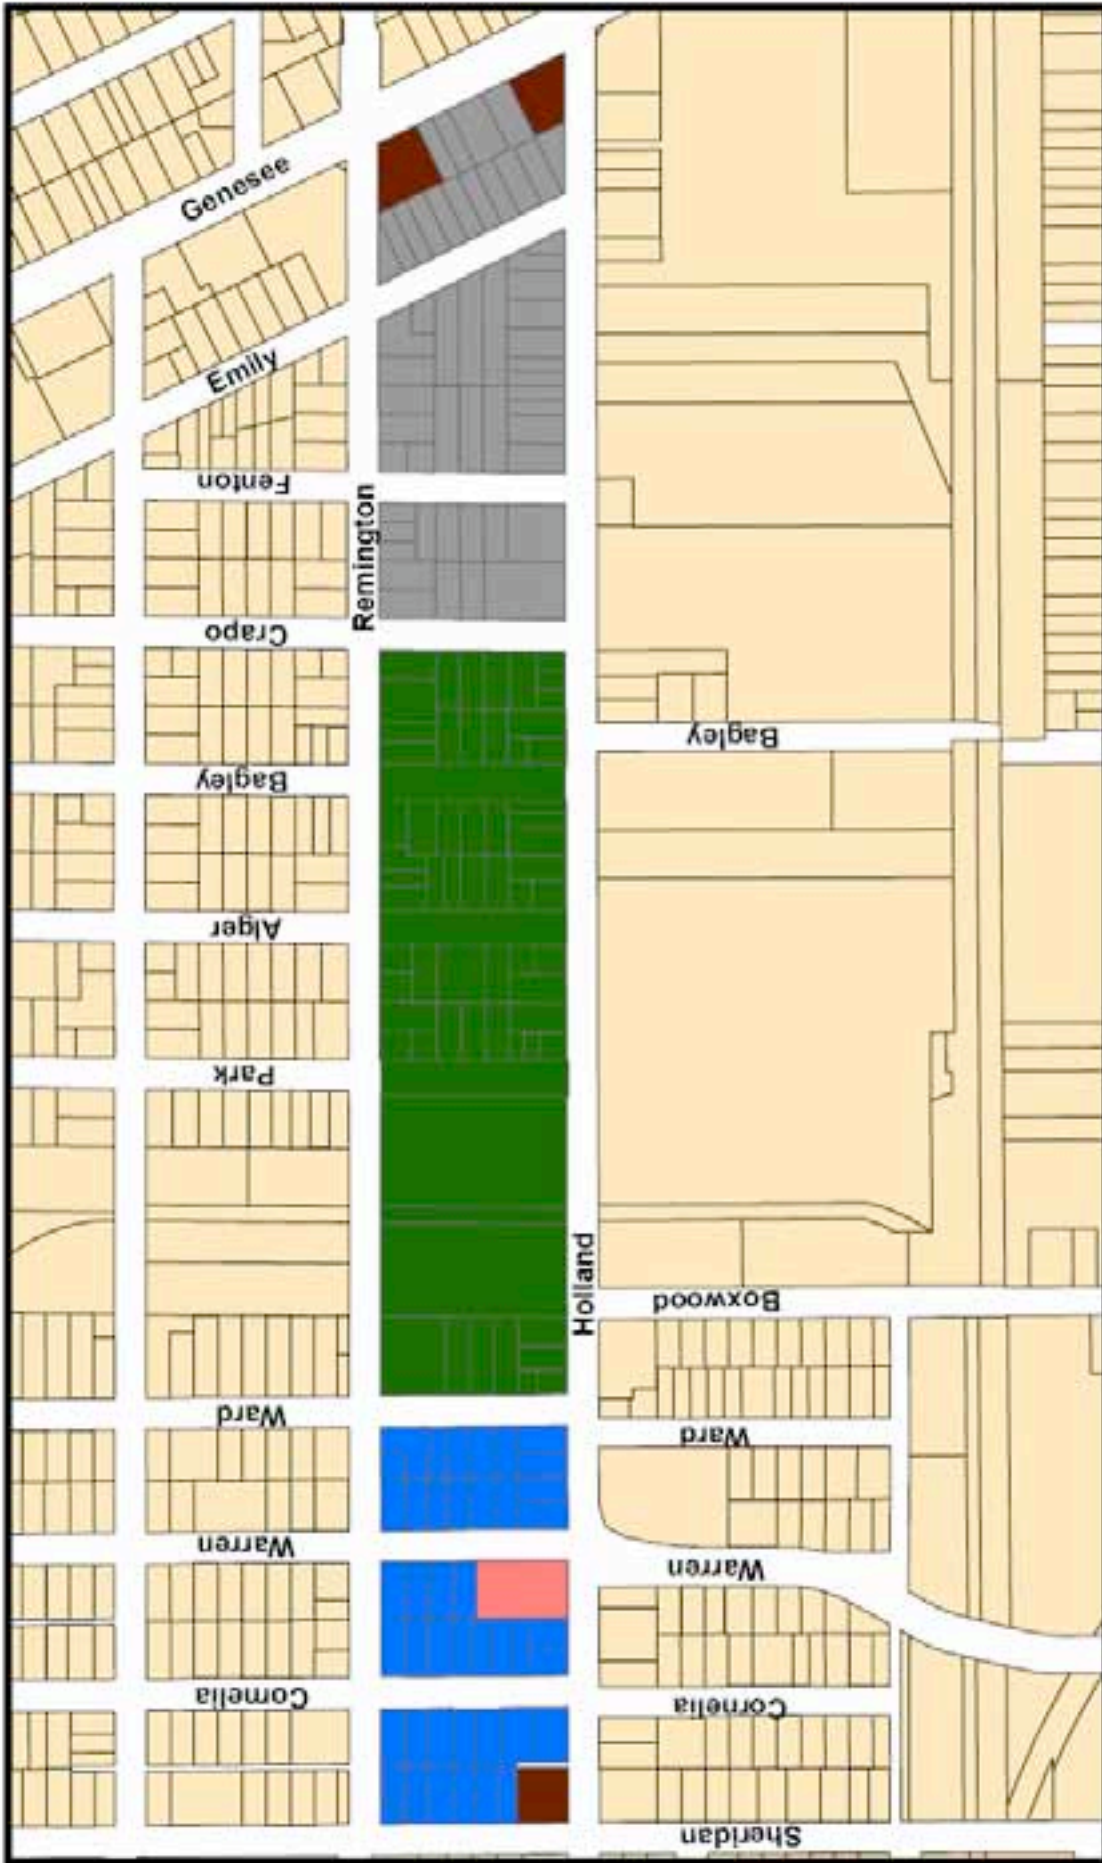 Genesee
Emily
Fenton
Remington
Crapo
Bagley
Bagley
Alger
Park
Holland
Boxwood
Ward
Ward
Warren
Warren
Cornelia
Cornelia
Sheridan